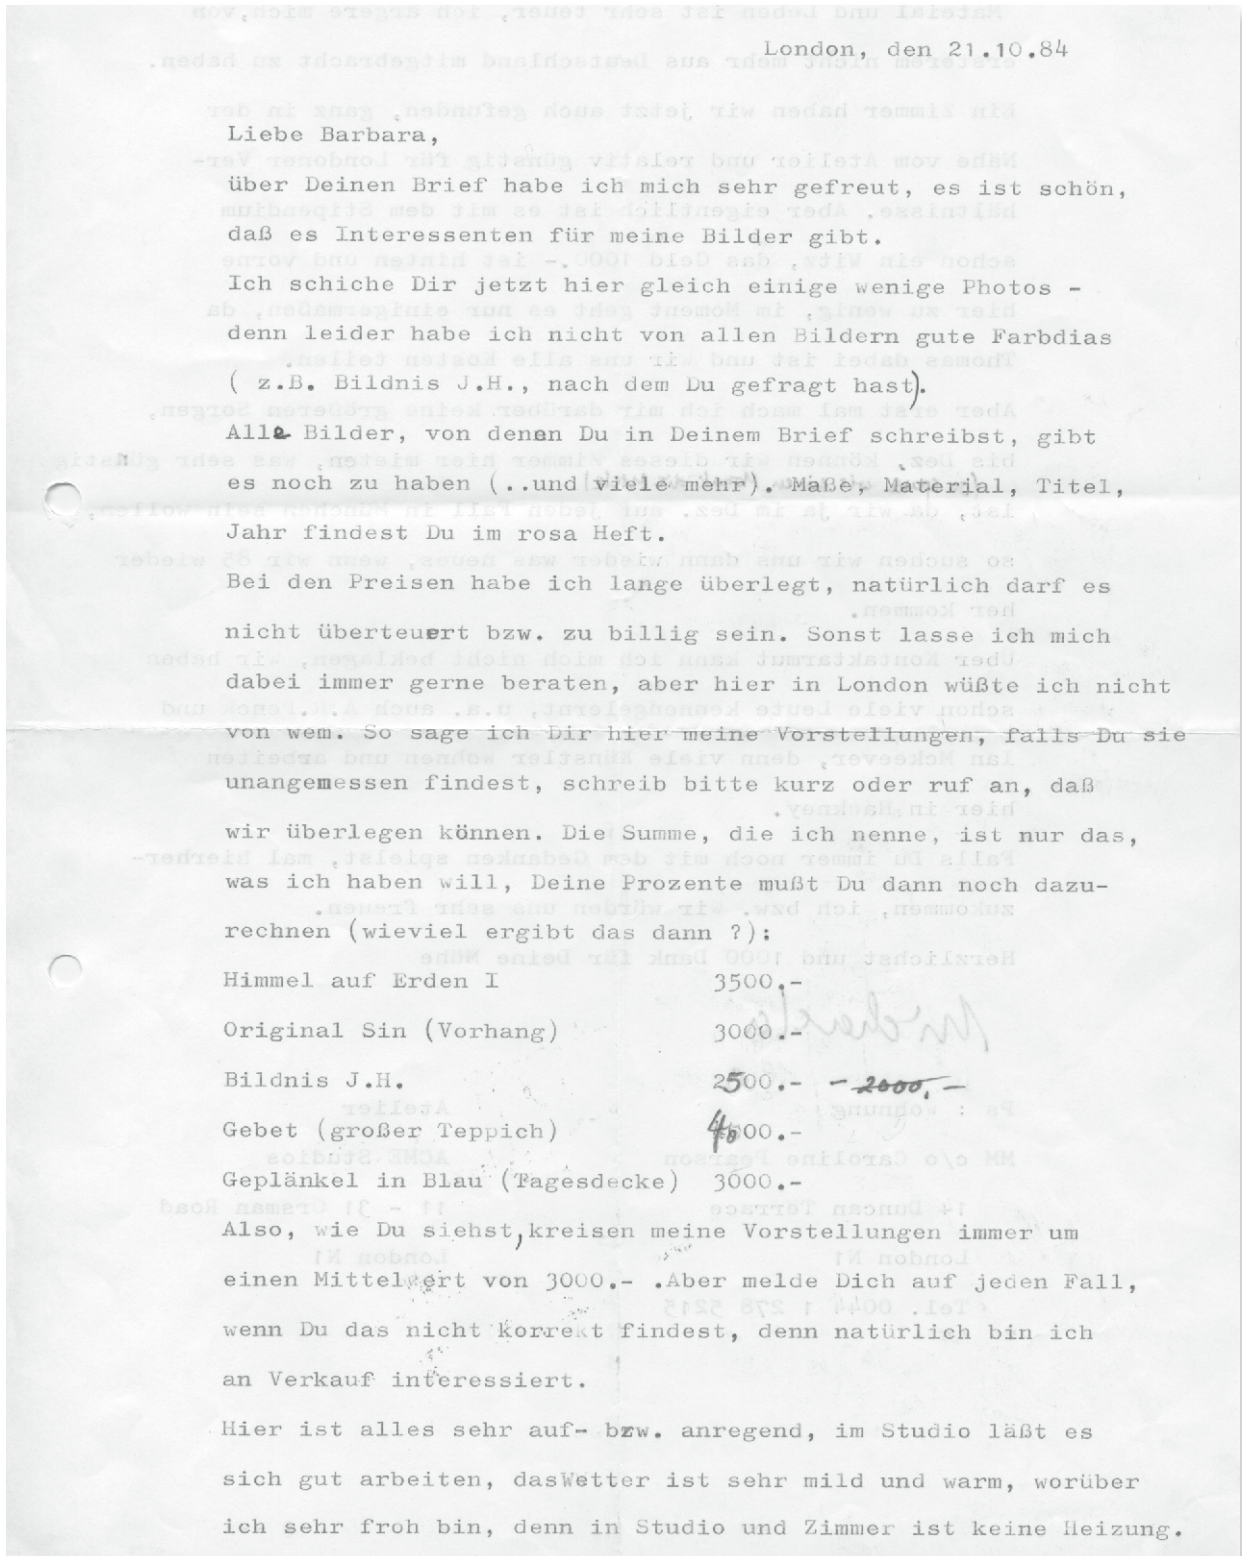 London, den 21.10.84
Liebe Barbara,
über Deinen Brief habe ich mich sehr gefreut, es ist schön,
daß es Interessenten für meine Bilder gibt.
Ich schiche Dir jetzt hier gleich einige wenige Photos -
denn leider habe ich nicht von allen Bildern gute Farbdias
( z.B. Bildnis J.H., nach dem Du gefragt hast).
Alle Bilder, von denen Du in Deinem Brief schreibst, gibt
es noch zu haben (..und viele mehr). Maße, Material, Titel,
Jahr findest Du im rosa Heft.
Bei den Preisen habe ich lange überlegt, natürlich darf es
nicht überteuert bzw. zu billig sein. Sonst lasse ich mich
dabei immer gerne beraten, aber hier in London wüßte ich nicht
von wem. So sage ich Dir hier meine Vorstellungen, falls Du sie
unangemessen findest, schreib bitte kurz oder ruf an, daß
wir überlegen können. Die Summe, die ich nenne, ist nur das,
was ich haben will, Deine Prozente mußt Du dann noch dazu-
rechnen (wieviel ergibt das dann ?):
Himmel auf Erden I 3500.-
Original Sin (Vorhang) 3000.-
Bildnis J.H. 2500.- - 2000,-
Gebet (großer Teppich) 4000.-
Geplänkel in Blau (Tagesdecke) 3000.-
Also, wie Du siehst, kreisen meine Vorstellungen immer um
einen Mittelwert von 3000.- .Aber melde Dich auf jeden Fall,
wenn Du das nicht korrekt findest, denn natürlich bin ich
an Verkauf interessiert.
Hier ist alles sehr auf- bzw. anregend, im Studio läßt es
sich gut arbeiten, dasWetter ist sehr mild und warm, worüber
ich sehr froh bin, denn in Studio und Zimmer ist keine Heizung.